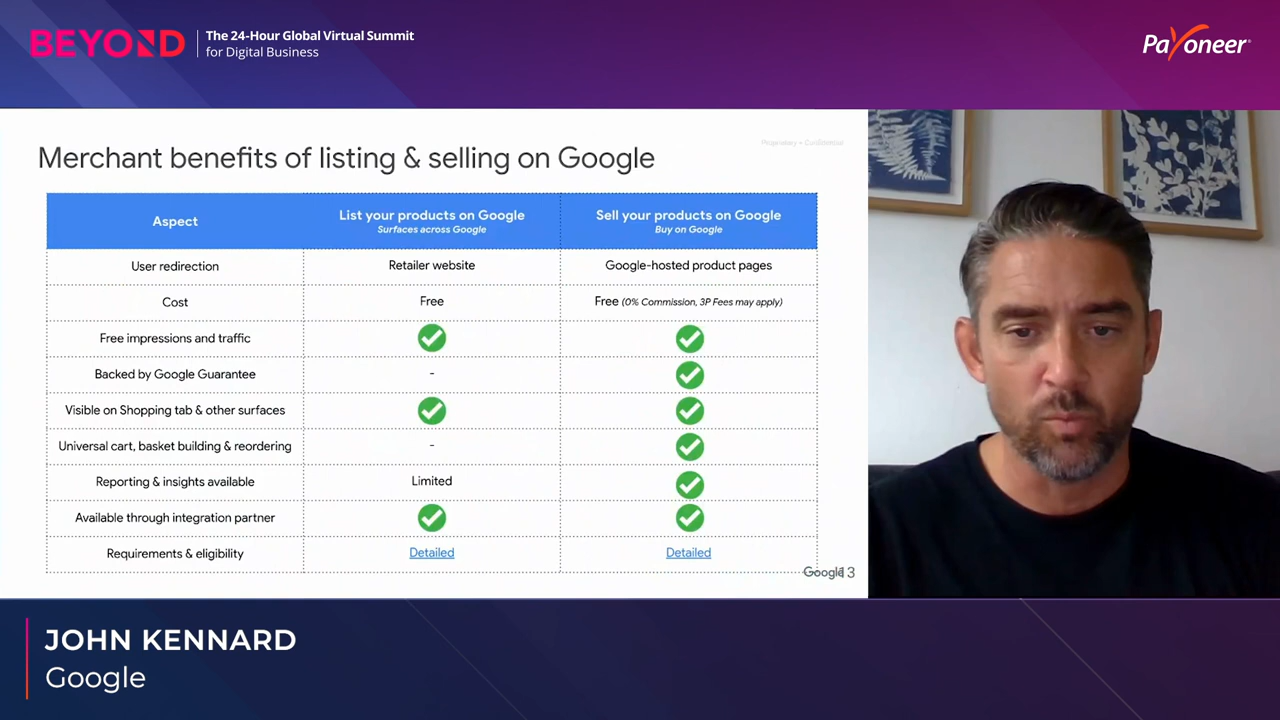 BEYOND
The 24-Hour Global Virtual Summit
for Digital Business
Payoneer
Proprietary + Confidential
Merchant benefits of listing & selling on Google
Aspect
List your products on Google
Surfaces across Google
Sell your products on Google
Buy on Google
User redirection
Retailer website
Google-hosted product pages
Cost
Free
Free (0% Commission, 3P Fees may apply)
Free impressions and traffic
Backed by Google Guarantee
-
Visible on Shopping tab & other surfaces
Universal cart, basket building & reordering
-
Reporting & insights available
Limited
Available through integration partner
Requirements & eligibility
Detailed
Detailed
Google
JOHN KENNARD
Google